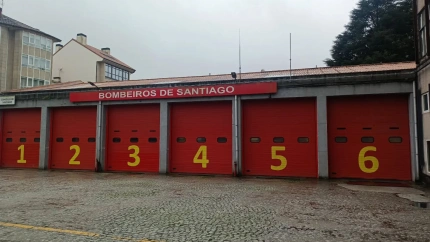 BOMBEIROS DE SANTIAGO
1 2 3 4 5 6